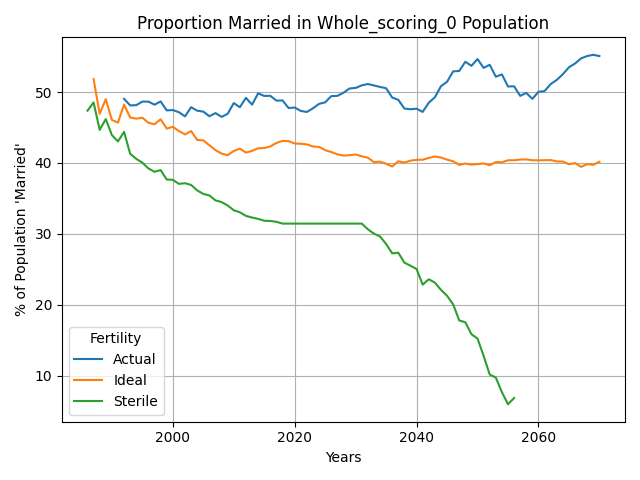 Proportion Married in Whole_scoring_0 Population
% of Population 'Married'
50
40
30
20
10
Fertility
Actual
Ideal
Sterile
2000 2020 2040 2060
Years